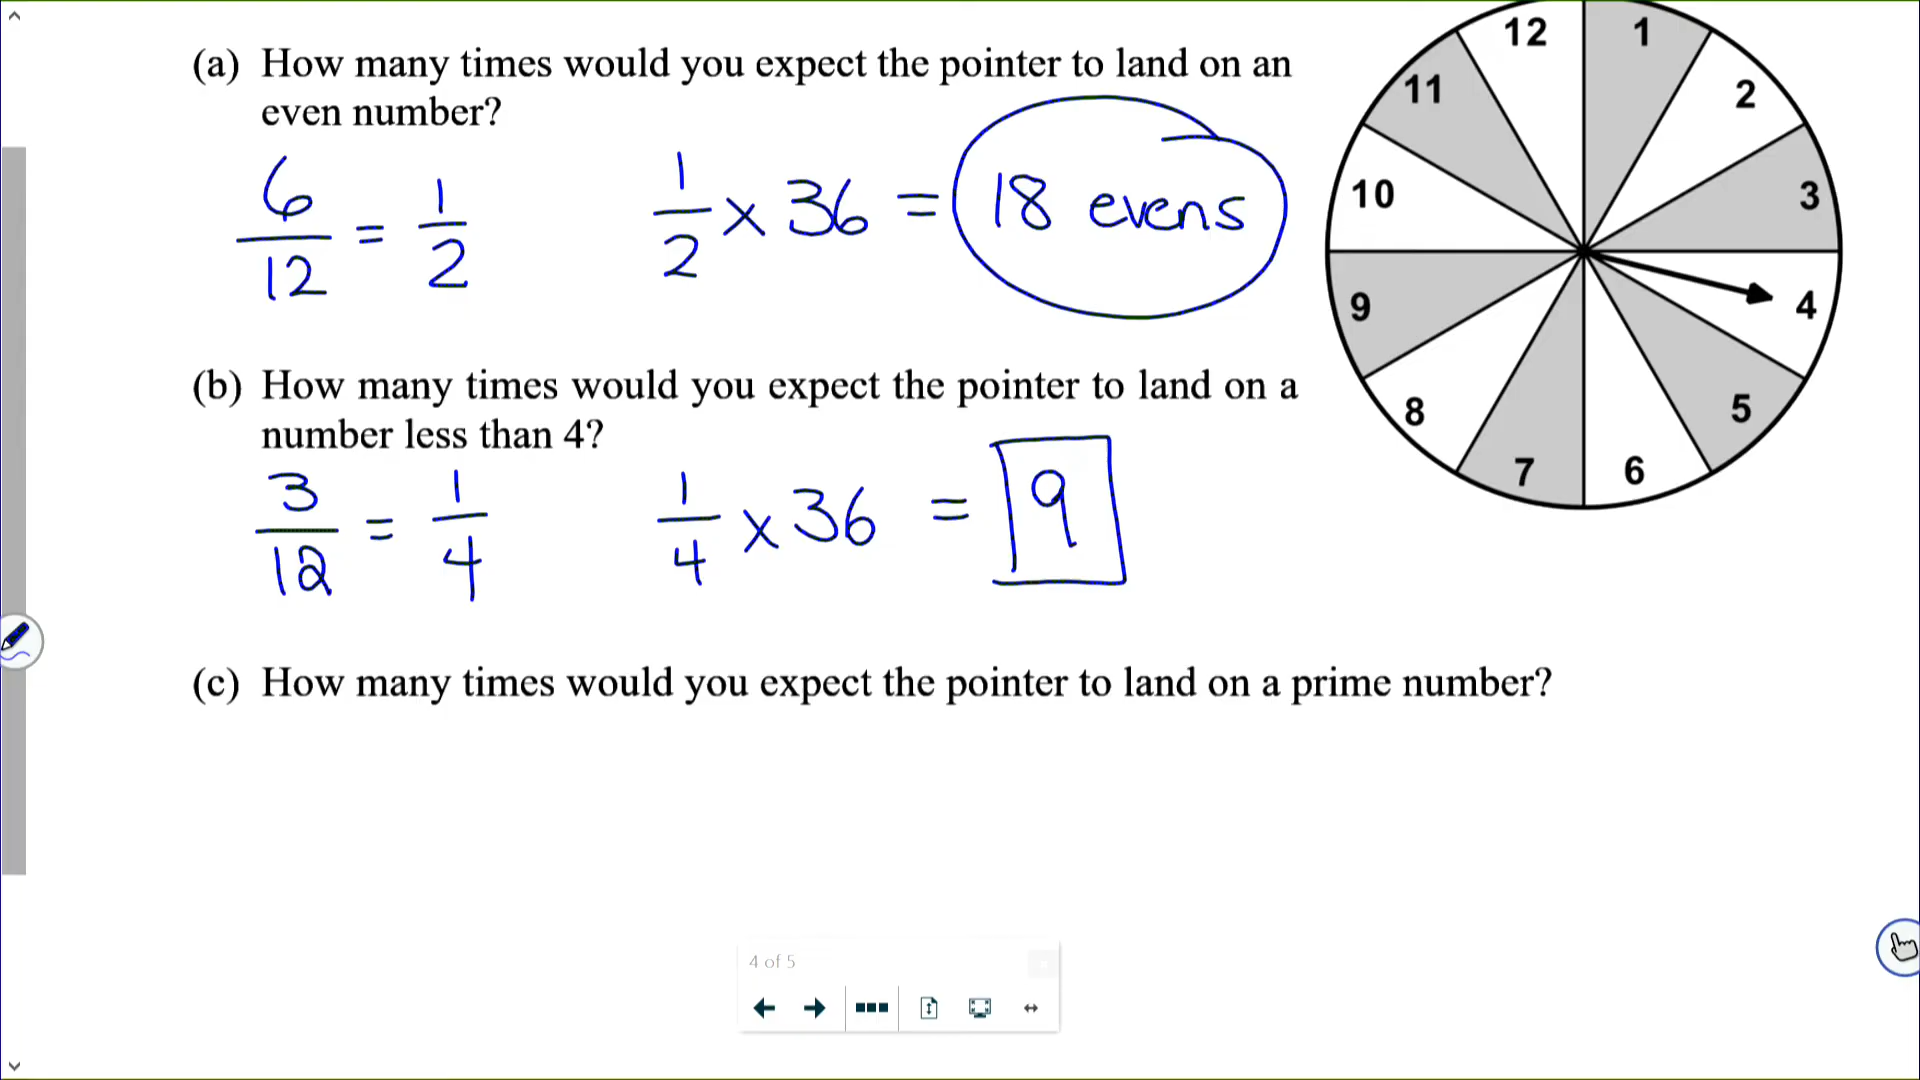 (a) How many times would you expect the pointer to land on an
even number?
6/12 = 1/2 1/2 x 36 = 18 evens
(b) How many times would you expect the pointer to land on a
number less than 4?
3/12 = 1/4 1/4 x 36 = 9
(c) How many times would you expect the pointer to land on a prime number?
12 1
11 2
10 3
9 4
8 5
7 6
4 of 5